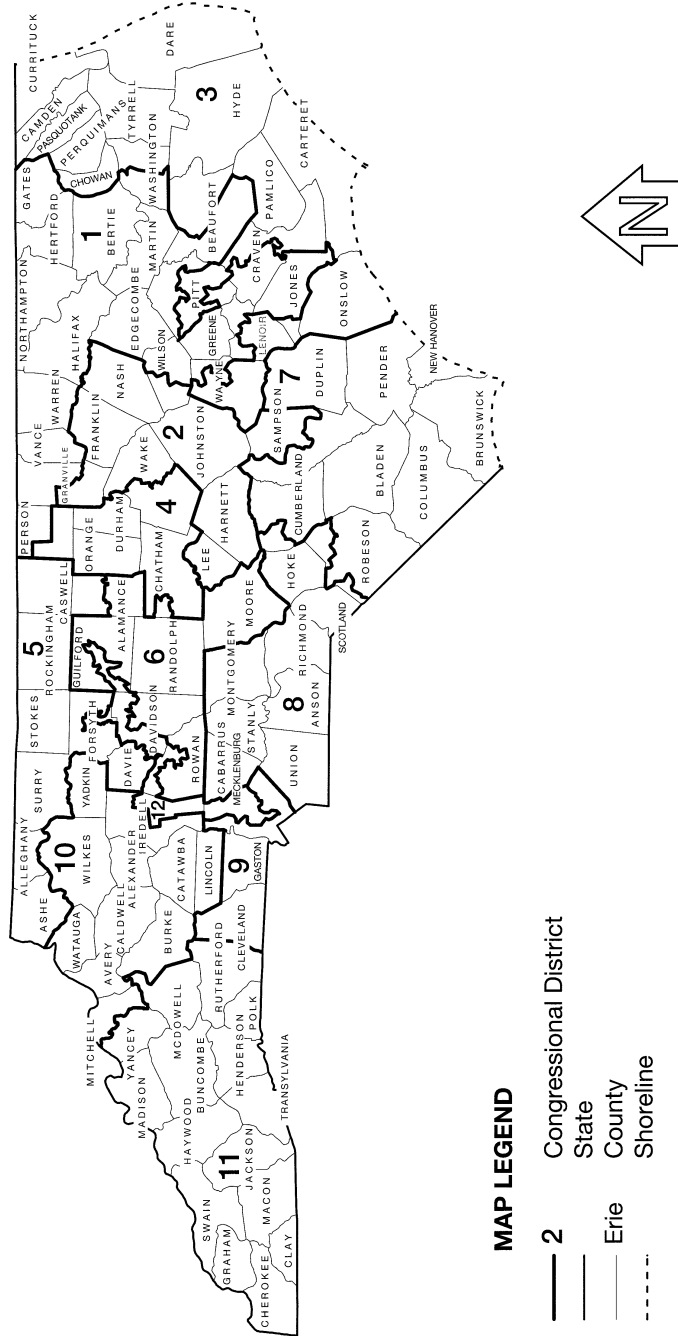 CURRITUCK
CAMDEN
PASQUOTANK
PERQUIMANS
GATES
CHOWAN
HERTFORD
NORTHAMPTON
1
BERTIE
HALIFAX
WARREN
VANCE
GRANVILLE
PERSON
CASWELL
5
ROCKINGHAM
STOKES
SURRY
ALLEGHANY
ASHE
DARE
TYRRELL
WASHINGTON
3
HYDE
MARTIN
BEAUFORT
PAMLICO
CARTERET
CRAVEN
PITT
EDGECOMBE
WILSON
GREENE
LENOIR
JONES
ONSLOW
NASH
FRANKLIN
WAKE
2
JOHNSTON
WAYNE
7
DUPLIN
SAMPSON
PENDER
NEW HANOVER
BRUNSWICK
COLUMBUS
BLADEN
CUMBERLAND
ROBESON
HARNETT
LEE
4
DURHAM
ORANGE
CHATHAM
ALAMANCE
GUILFORD
6
RANDOLPH
MOORE
HOKE
SCOTLAND
RICHMOND
MONTGOMERY
8
ANSON
STANLY
UNION
CABARRUS
MECKLENBURG
ROWAN
DAVIDSON
FORSYTH
DAVIE
YADKIN
12
IREDELL
10
WILKES
ALEXANDER
CATAWBA
LINCOLN
9
GASTON
CLEVELAND
BURKE
CALDWELL
WATAUGA
AVERY
RUTHERFORD
POLK
MCDOWELL
MITCHELL
YANCEY
MADISON
BUNCOMBE
HENDERSON
TRANSYLVANIA
HAYWOOD
11
JACKSON
SWAIN
MACON
GRAHAM
CHEROKEE
CLAY
N
MAP LEGEND
2 Congressional District
State
Erie County
Shoreline